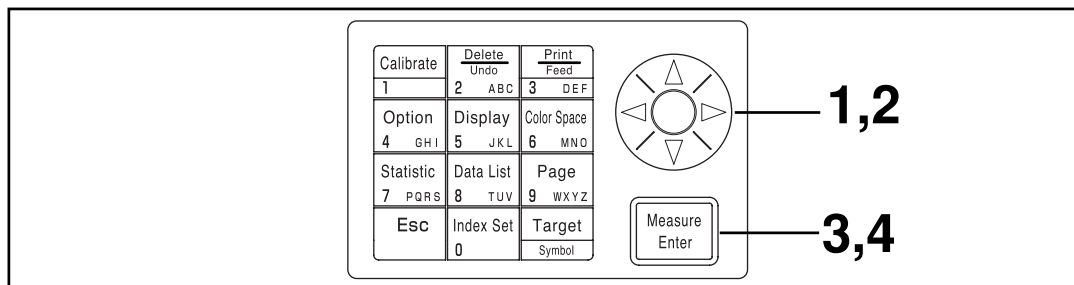 Calibrate
1
Delete
Undo
2 ABC
Print
Feed
3 DEF
Option
4 GHI
Display
5 JKL
Color Space
6 MNO
Statistic
7 PQRS
Data List
8 TUV
Page
9 WXYZ
Esc
Index Set
0
Target
Symbol
1,2
Measure
Enter
3,4